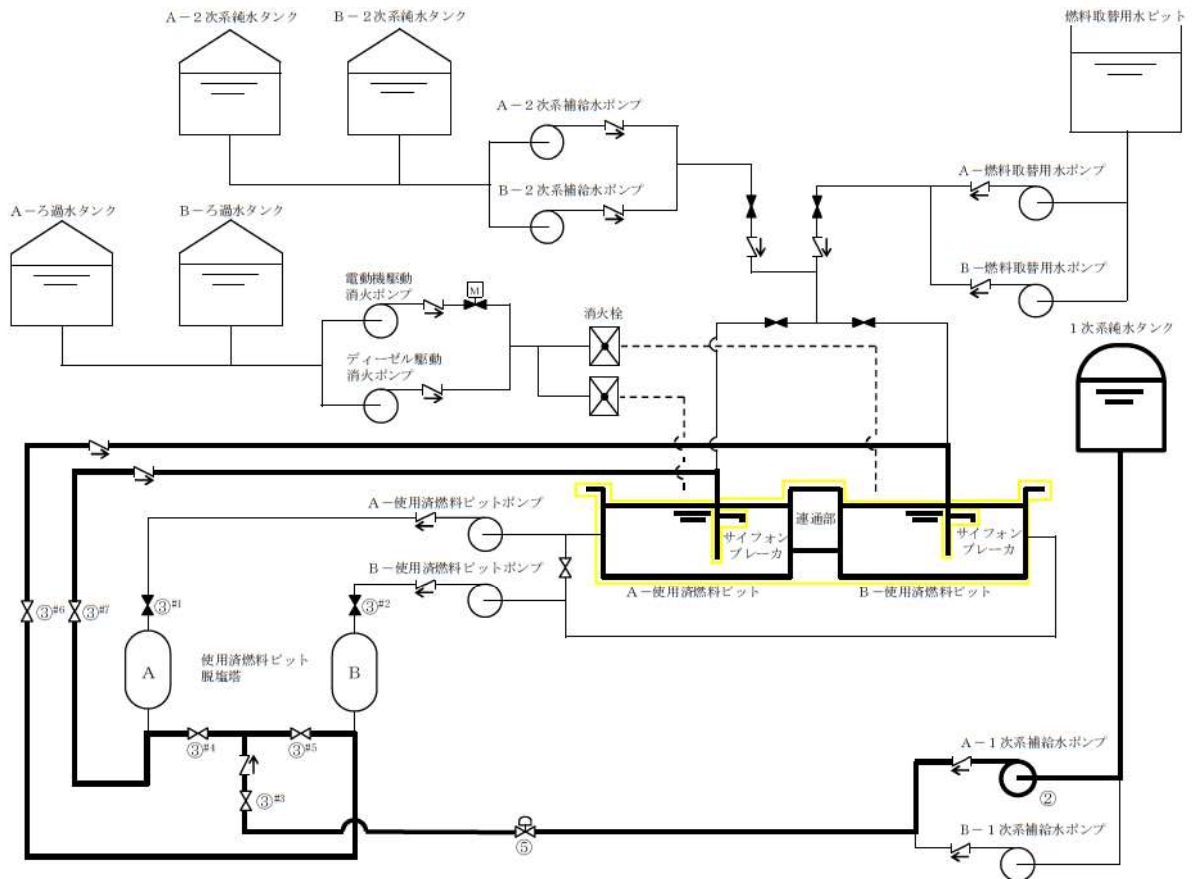 A-2次系純水タンク
B-2次系純水タンク
燃料取替用水ピット
A-2次系補給水ポンプ
B-2次系補給水ポンプ
A-燃料取替用水ポンプ
B-燃料取替用水ポンプ
A-ろ過水タンク
B-ろ過水タンク
電動機駆動
消火ポンプ
M
ディーゼル駆動
消火ポンプ
消火栓
1次系純水タンク
A-使用済燃料ピットポンプ
B-使用済燃料ピットポンプ
サイフォン
ブレーカ
連通部
サイフォン
ブレーカ
A-使用済燃料ピット
B-使用済燃料ピット
③#6
③#7
③#1
③#2
A
使用済燃料ピット
脱塩塔
B
③#4
③#5
③#3
⑤
A-1次系補給水ポンプ
②
B-1次系補給水ポンプ